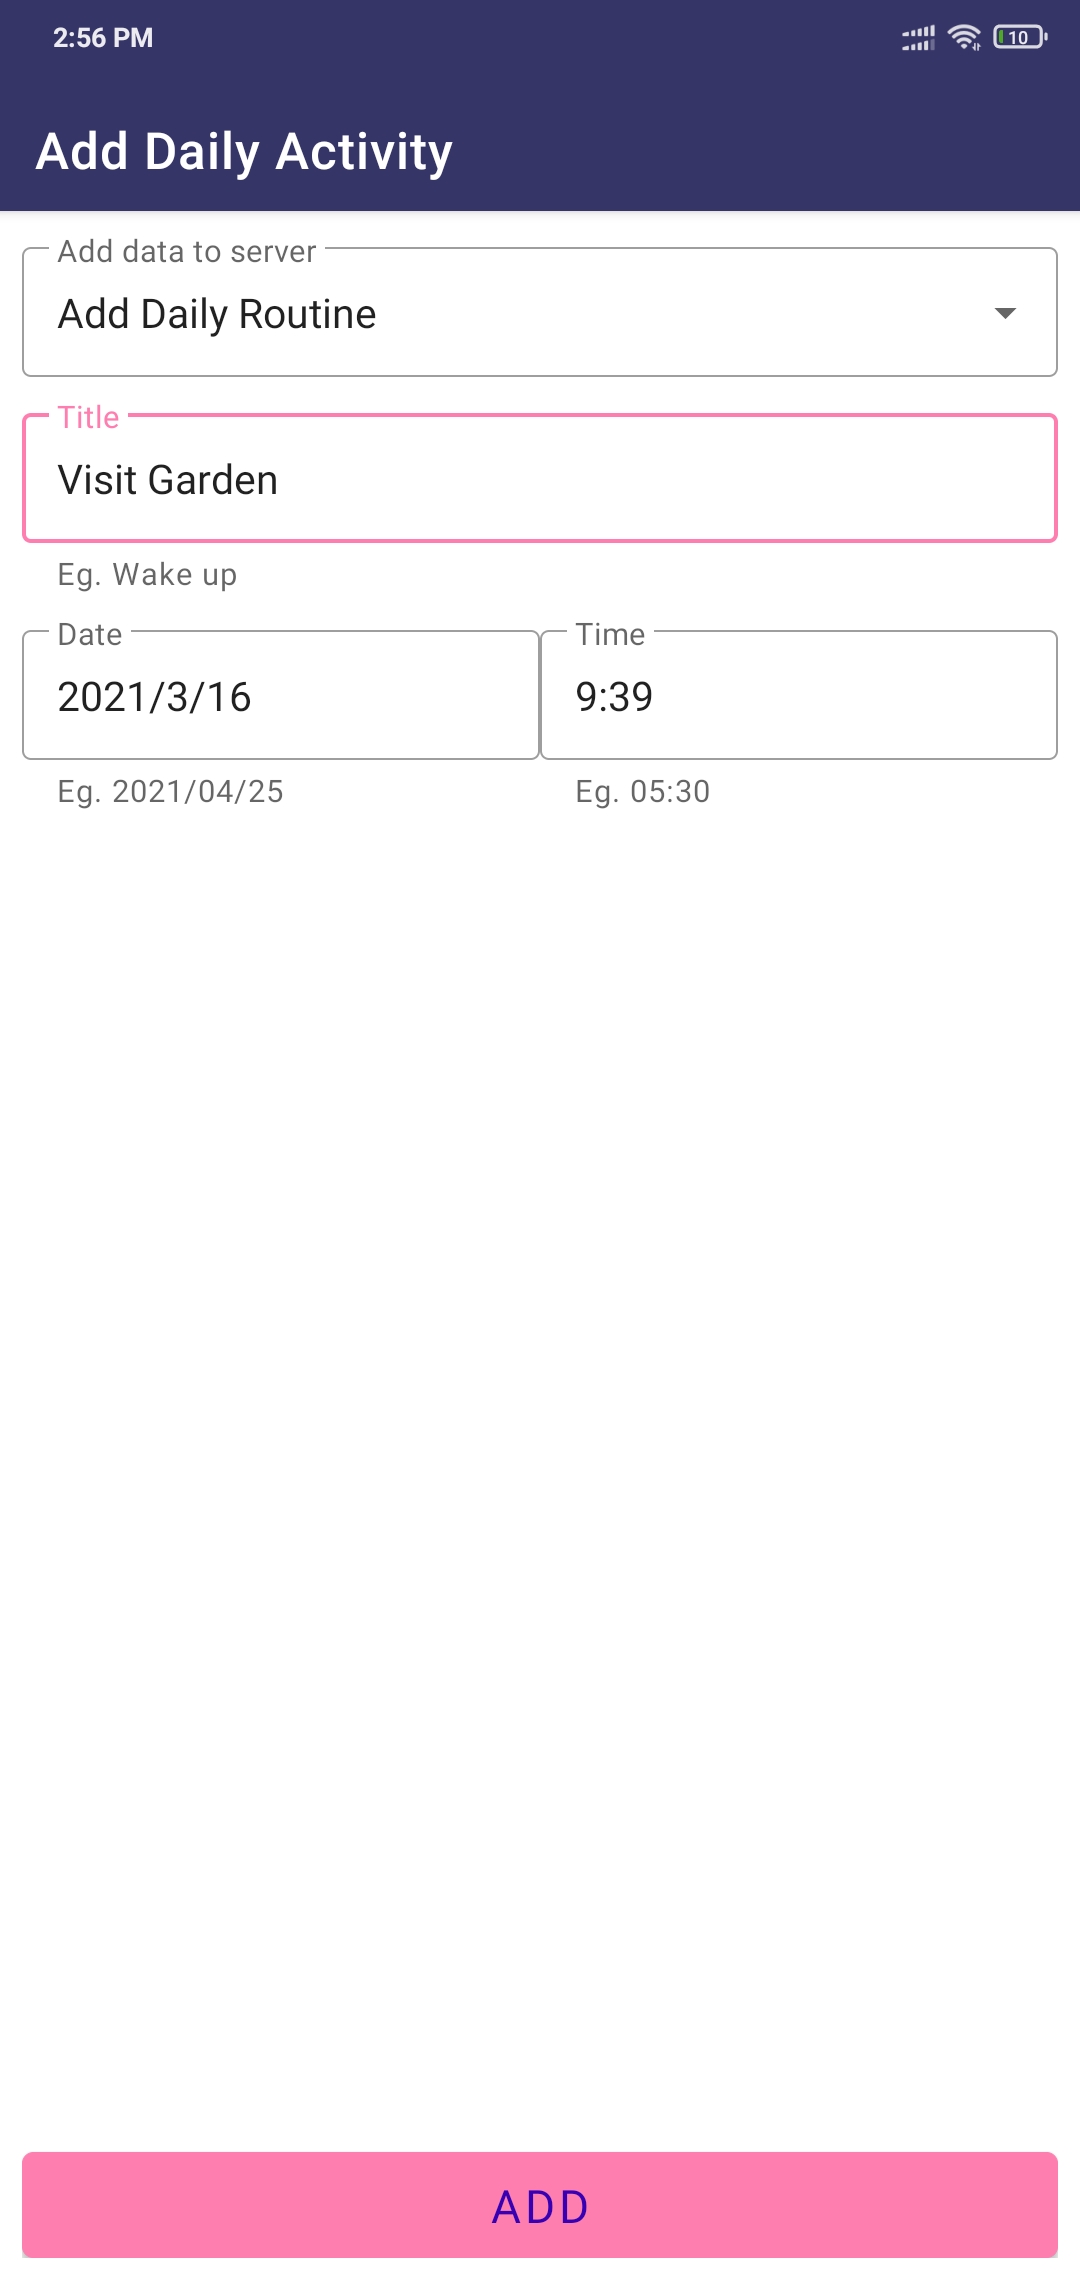 2:56 PM
10
Add Daily Activity
Add data to server
Add Daily Routine
Title
Visit Garden
Eg. Wake up
Date
Time
2021/3/16
9:39
Eg. 2021/04/25
Eg. 05:30
ADD